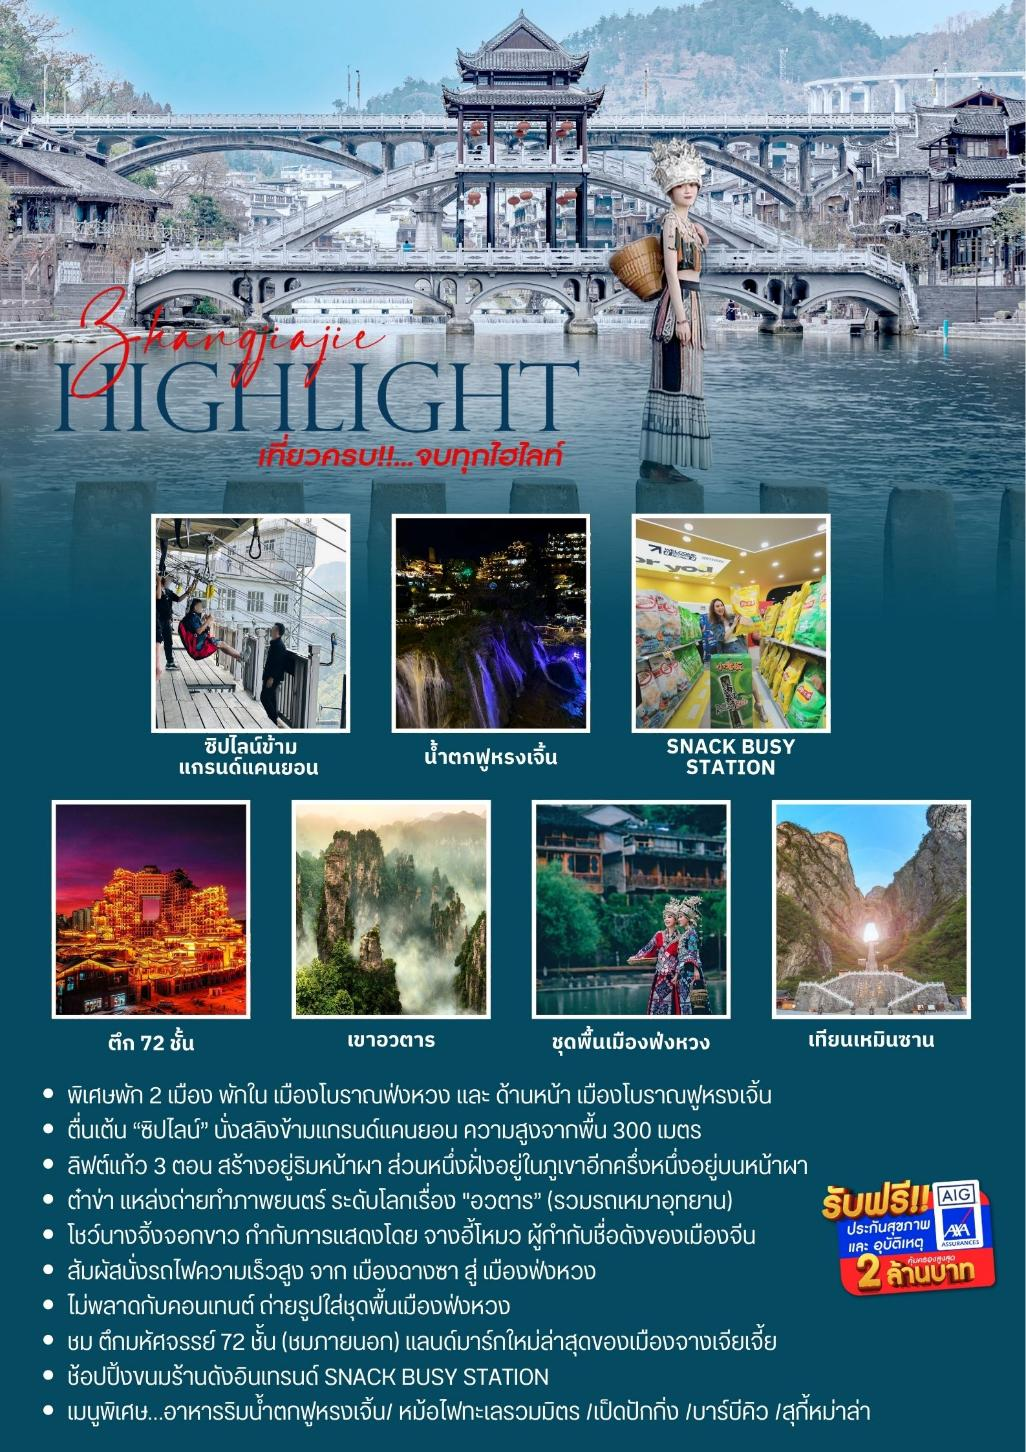 Zhangjiajie
HIGHLIGHT
เที่ยวครบ!!...จบทุกไฮไลท์
WELCOME
or you!
ซิปไลน์ข้าม
แกรนด์แคนยอน
น้ำตกฟูหรงเจิ้น
SNACK BUSY
STATION
ตึก 72 ชั้น
เขาอวตาร
ชุดพื้นเมืองฟ่งหวง
เทียนเหมินซาน
• พิเศษพัก 2 เมือง พักใน เมืองโบราณฟ่งหวง และ ด้านหน้า เมืองโบราณฟูหรงเจิ้น
• ตื่นเต้น “ซิปไลน์” นั่งสลิงข้ามแกรนด์แคนยอน ความสูงจากพื้น 300 เมตร
• ลิฟต์แก้ว 3 ตอน สร้างอยู่ริมหน้าผา ส่วนหนึ่งฝั่งอยู่ในภูเขาอีกครึ่งหนึ่งอยู่บนหน้าผา
• ต๋าข่า แหล่งถ่ายทำภาพยนตร์ ระดับโลกเรื่อง "อวตาร” (รวมรถเหมาอุทยาน)
• โชว์นางจิ้งจอกขาว กำกับการแสดงโดย จางอี้โหมว ผู้กำกับชื่อดังของเมืองจีน
• สัมผัสนั่งรถไฟความเร็วสูง จาก เมืองฉางซา สู่ เมืองฟ่งหวง
• ไม่พลาดกับคอนเทนต์ ถ่ายรูปใส่ชุดพื้นเมืองฟ่งหวง
• ชม ตึกมหัศจรรย์ 72 ชั้น (ชมภายนอก) แลนด์มาร์กใหม่ล่าสุดของเมืองจางเจียเจี้ย
• ช้อปปิ้งขนมร้านดังอินเทรนด์ SNACK BUSY STATION
• เมนูพิเศษ...อาหารริมน้ำตกฟูหรงเจิ้น/ หม้อไฟทะเลรวมมิตร /เป็ดปักกิ่ง /บาร์บีคิว /สุกี้หม่าล่า
รับฟรี!! AIG
ประกันสุขภาพ
และ อุบัติเหตุ
AXA
ASSURANCES
คุ้มครองสูงสุด
2 ล้านบาท